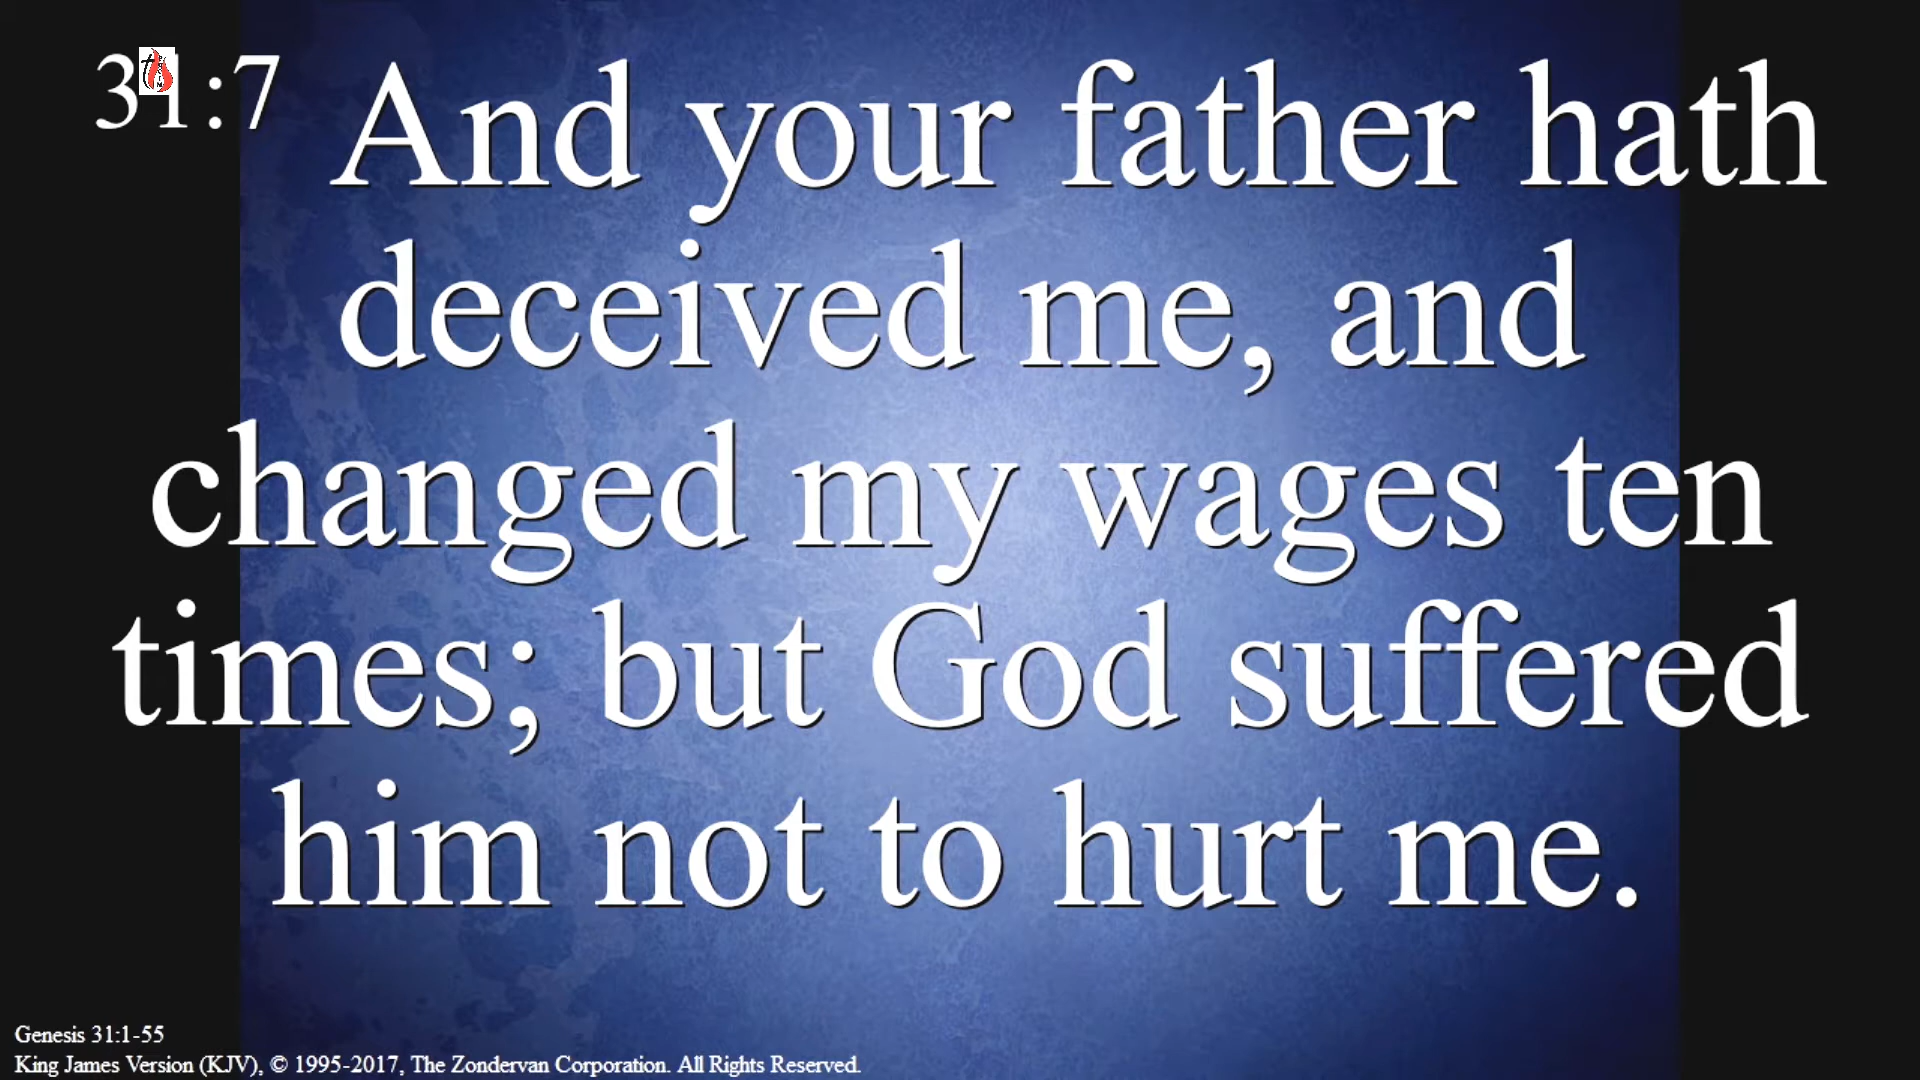 31:7 And your father hath
deceived me, and
changed my wages ten
times; but God suffered
him not to hurt me.
Genesis 31:1-55
King James Version (KJV), © 1995-2017, The Zondervan Corporation. All Rights Reserved.